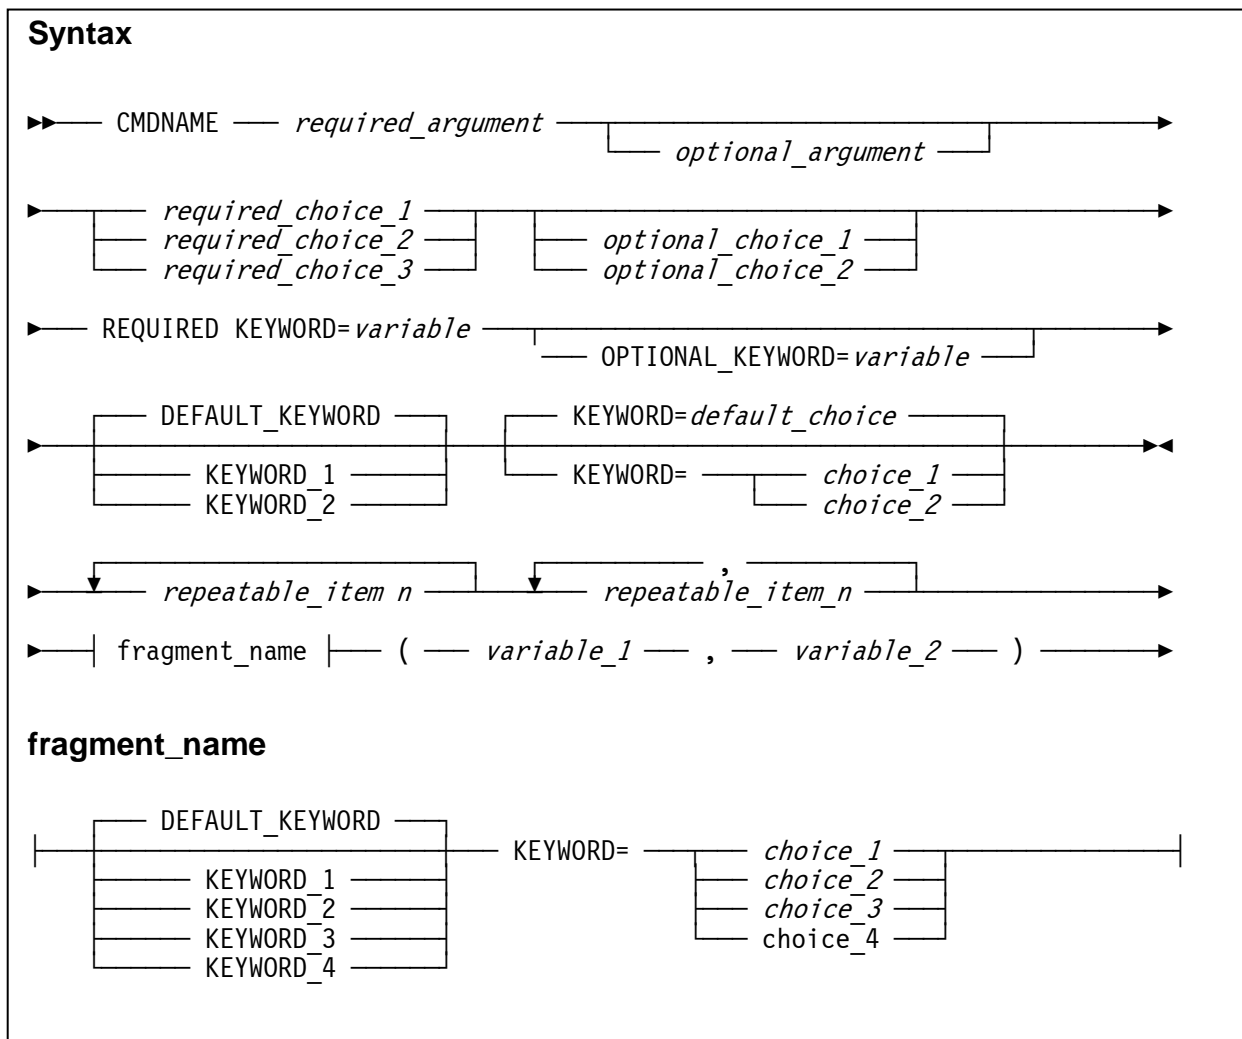 Syntax
CMDNAME required_argument
optional_argument
required_choice_1
required_choice_2 optional_choice_1
required_choice_3 optional_choice_2
REQUIRED KEYWORD=variable
OPTIONAL_KEYWORD=variable
DEFAULT_KEYWORD KEYWORD=default_choice
KEYWORD_1 KEYWORD= choice_1
KEYWORD_2 choice_2
,
repeatable_item n repeatable_item_n
fragment_name ( variable_1 , variable_2 )
fragment_name
DEFAULT_KEYWORD
KEYWORD= choice_1
KEYWORD_1 choice_2
KEYWORD_2 choice_3
KEYWORD_3 choice_4
KEYWORD_4